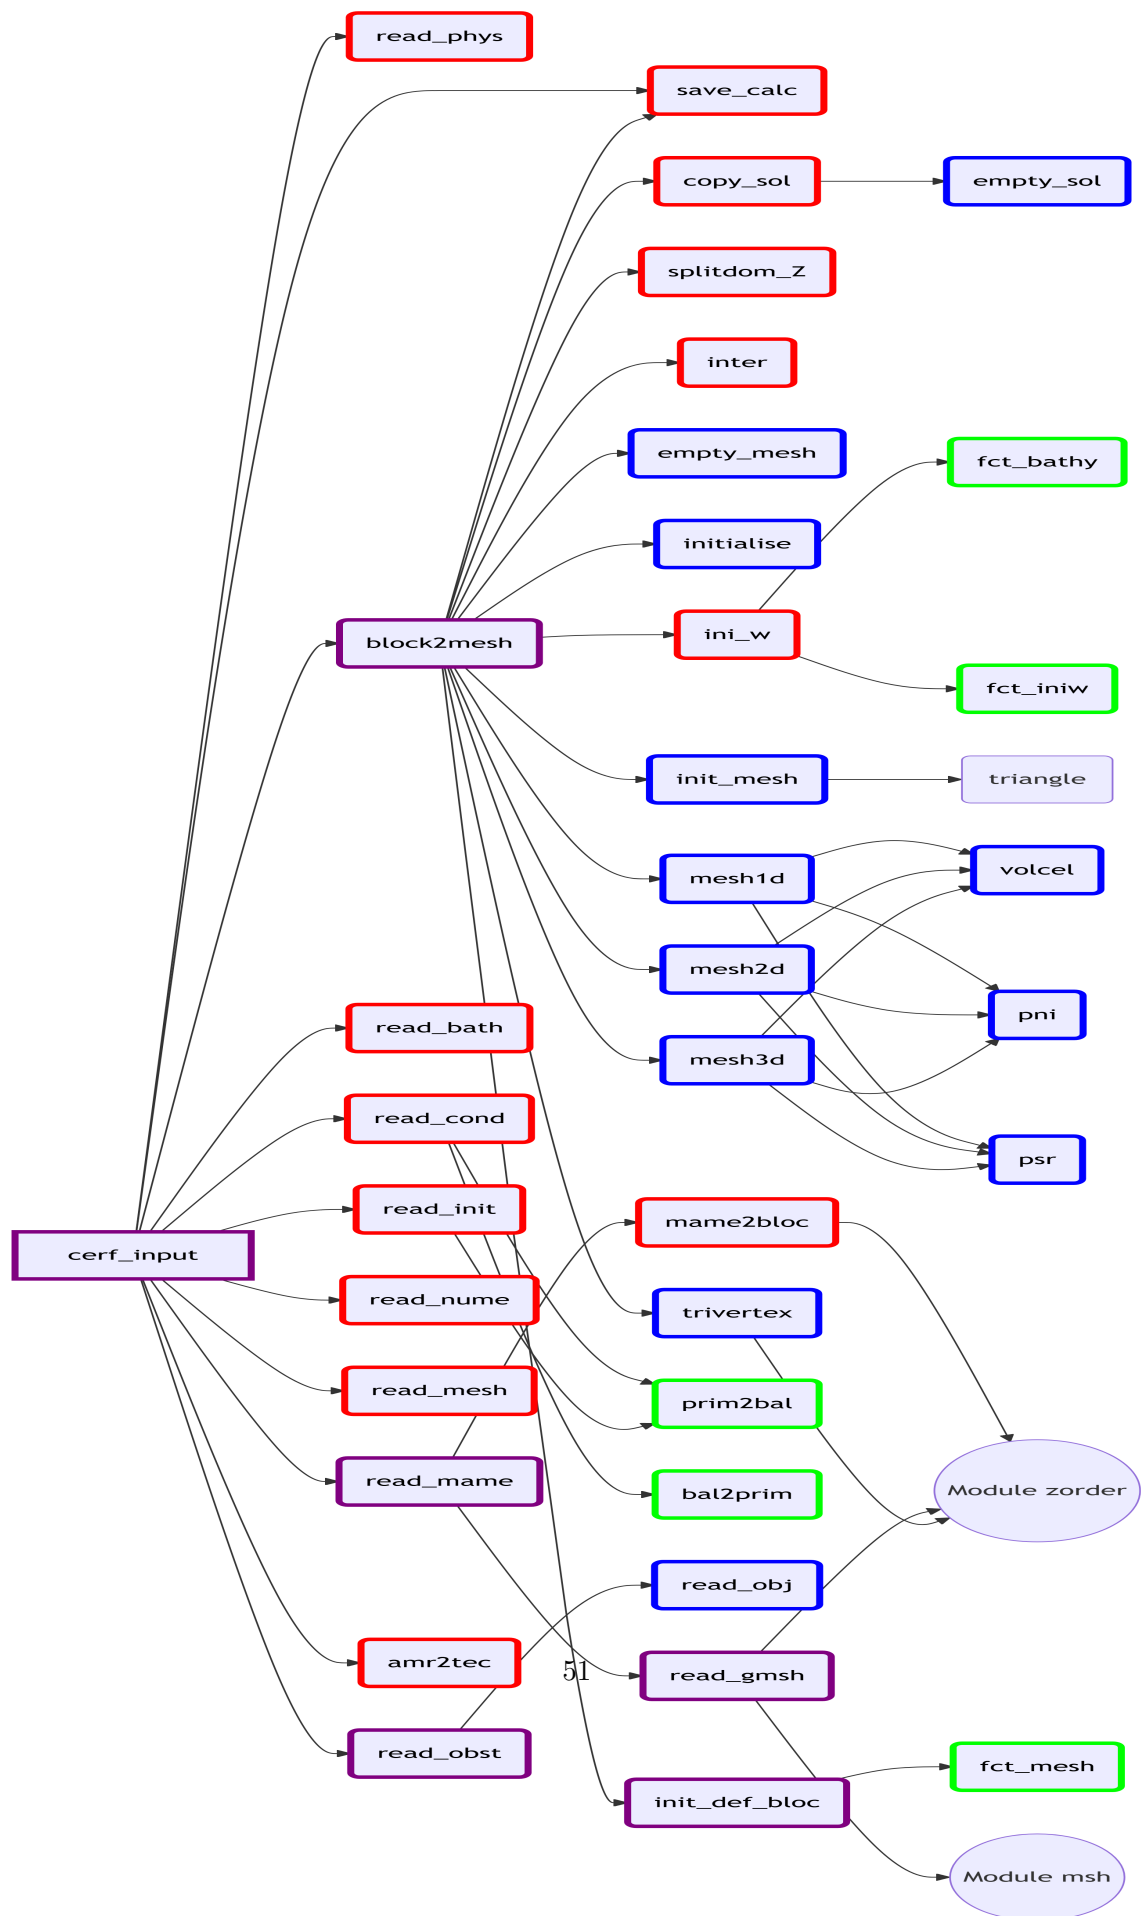 read_phys
save_calc
copy_sol
empty_sol
splitdom_Z
inter
empty_mesh
fct_bathy
initialise
ini_w
block2mesh
fct_iniw
init_mesh
triangle
volcel
mesh1d
mesh2d
pni
read_bath
mesh3d
read_cond
psr
read_init
mame2bloc
cerf_input
read_nume
trivertex
read_mesh
prim2bal
read_mame
Module zorder
bal2prim
read_obj
amr2tec
51
read_gmsh
read_obst
fct_mesh
init_def_bloc
Module msh